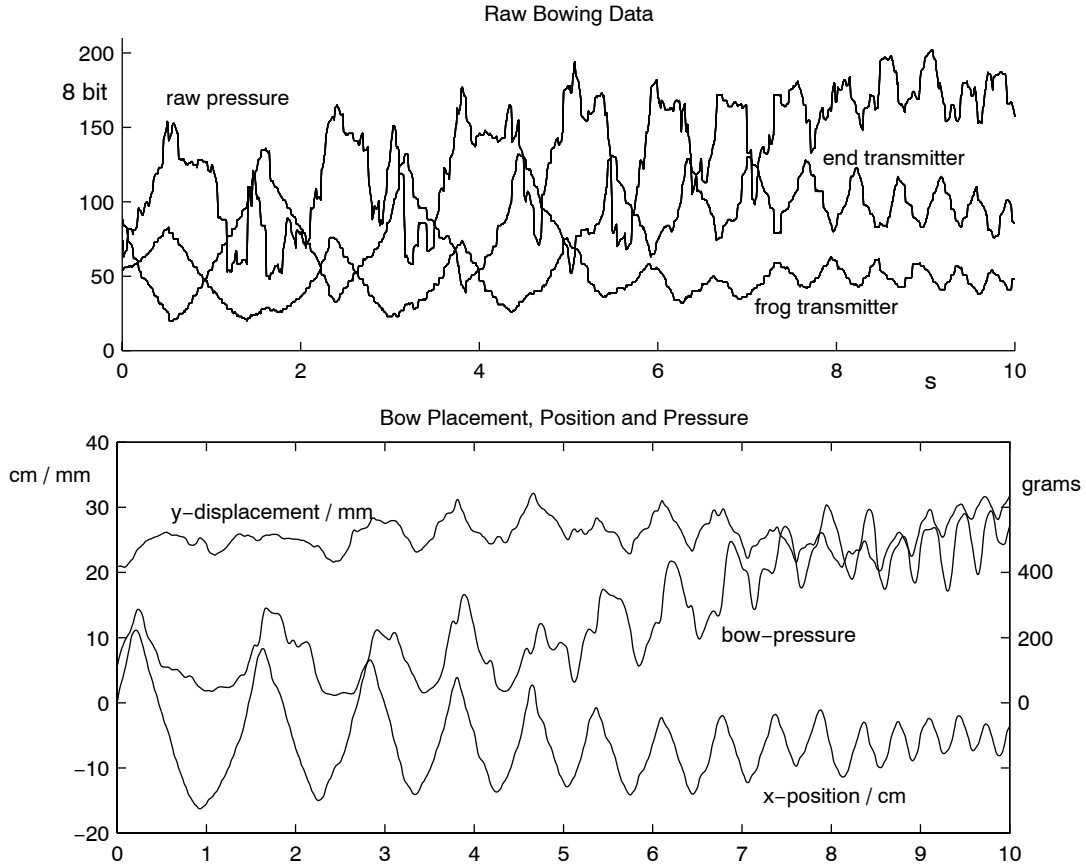 Raw Bowing Data
200
8 bit
raw pressure
150
end transmitter
100
50
frog transmitter
0
0 2 4 6 8 10
s
Bow Placement, Position and Pressure
40
cm / mm
grams
30
y−displacement / mm
20
400
bow−pressure
10
200
0
0
−10
x−position / cm
−20
0 1 2 3 4 5 6 7 8 9 10